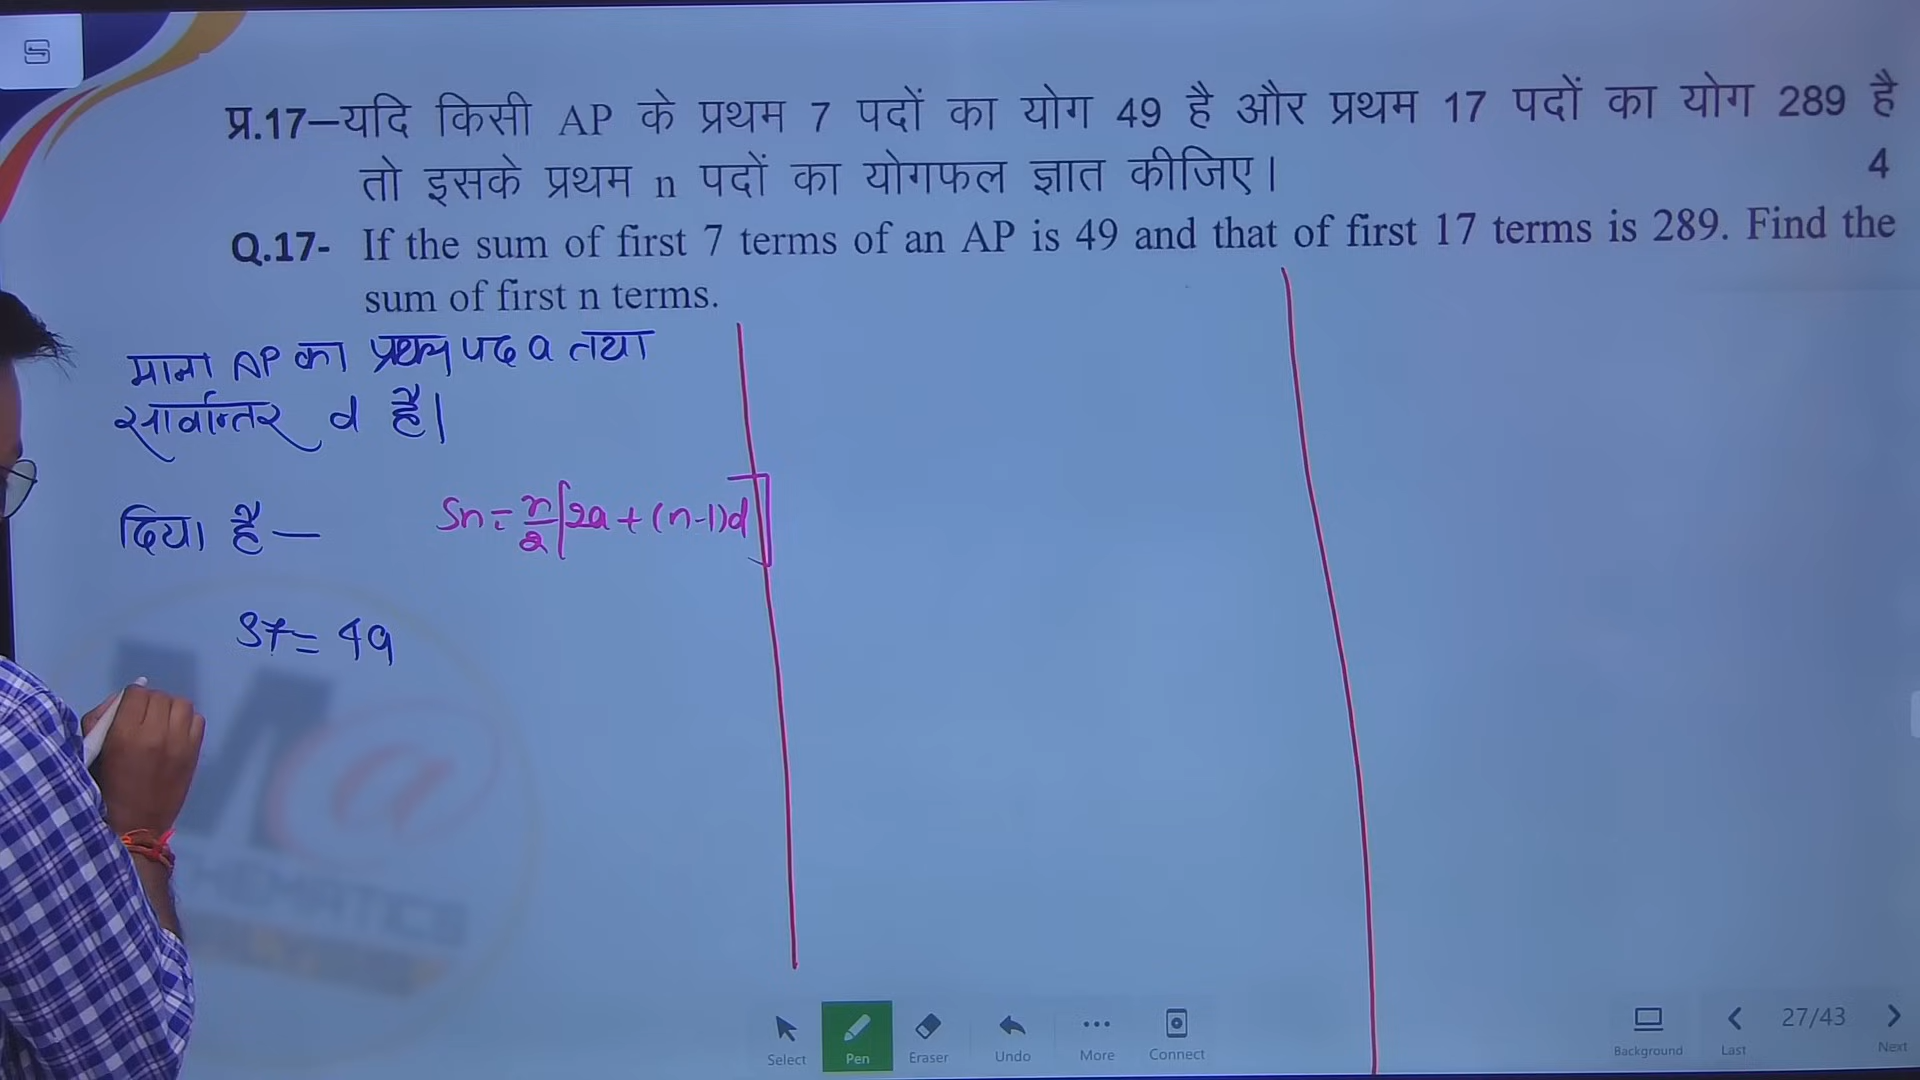 प्र.17–यदि किसी AP के प्रथम 7 पदों का योग 49 है और प्रथम 17 पदों का योग 289 है
तो इसके प्रथम n पदों का योगफल ज्ञात कीजिए। 4
Q.17- If the sum of first 7 terms of an AP is 49 and that of first 17 terms is 289. Find the
sum of first n terms.
माना AP का प्रथम पद a तथा
सार्वान्तर d है।
दिया है— Sn = n/2[2a + (n-1)d]
S7 = 49
Select Pen Eraser Undo More Connect Background Last 27/43 Next